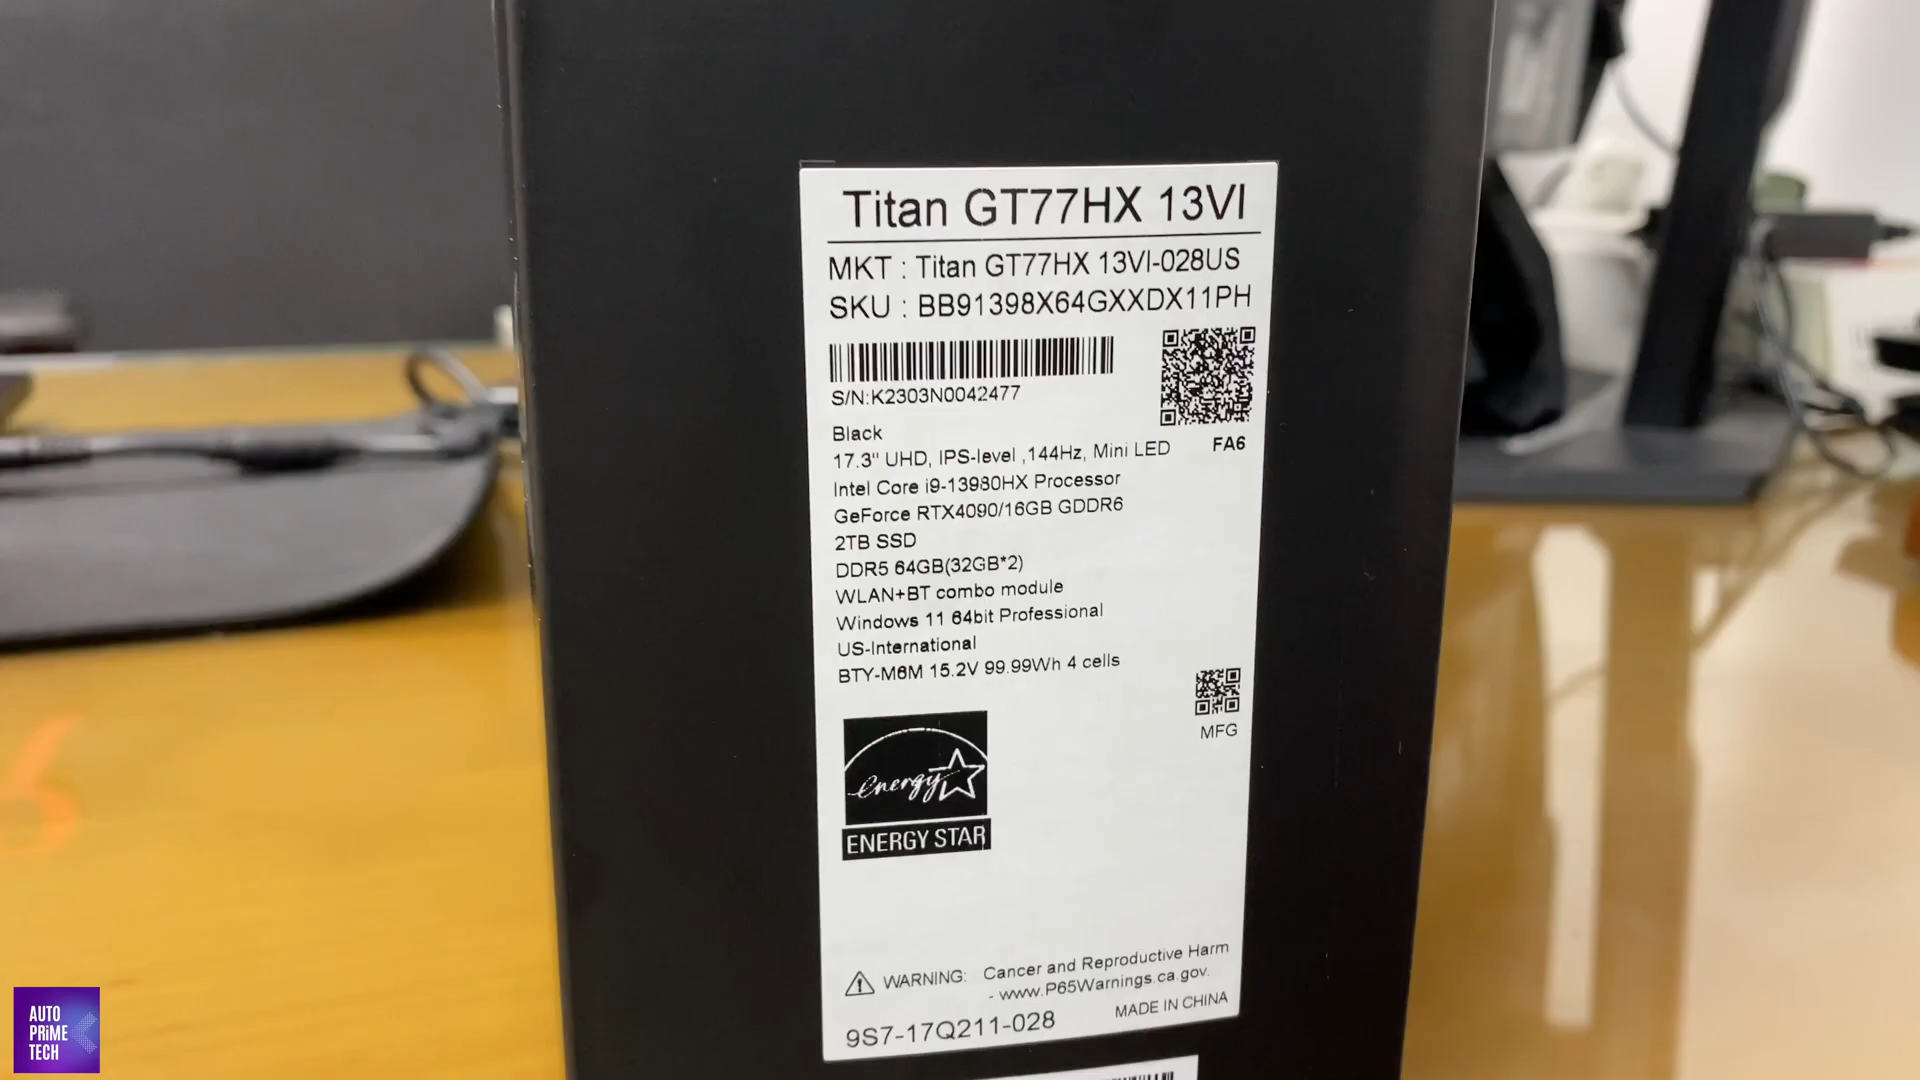 Titan GT77HX 13VI
MKT : Titan GT77HX 13VI-028US
SKU : BB91398X64GXXDX11PH
S/N:K2303N0042477
FA6
Black
17.3" UHD, IPS-level ,144Hz, Mini LED
Intel Core i9-13980HX Processor
GeForce RTX4090/16GB GDDR6
2TB SSD
DDR5 64GB(32GB*2)
WLAN+BT combo module
Windows 11 64bit Professional
US-International
BTY-M6M 15.2V 99.99Wh 4 cells
MFG
energy
ENERGY STAR
WARNING: Cancer and Reproductive Harm
- www.P65Warnings.ca.gov.
MADE IN CHINA
9S7-17Q211-028
AUTO
PRiME
TECH